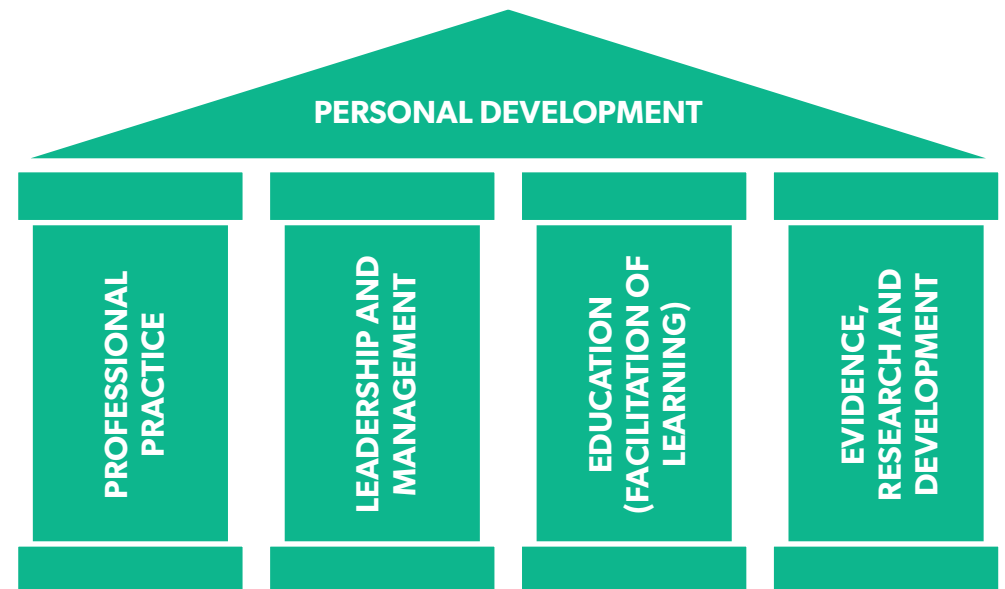 PERSONAL DEVELOPMENT
PROFESSIONAL
PRACTICE
LEADERSHIP AND
MANAGEMENT
EDUCATION
(FACILITATION OF
LEARNING)
EVIDENCE,
RESEARCH AND
DEVELOPMENT